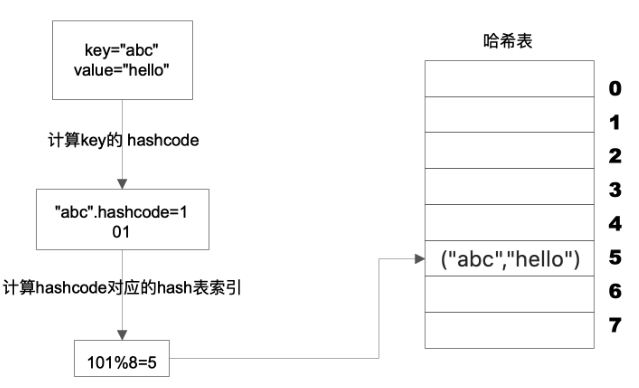 key="abc"
value="hello"
计算key的 hashcode
"abc".hashcode=1
01
计算hashcode对应的hash表索引
101%8=5
哈希表
0
1
2
3
4
("abc","hello") 5
6
7